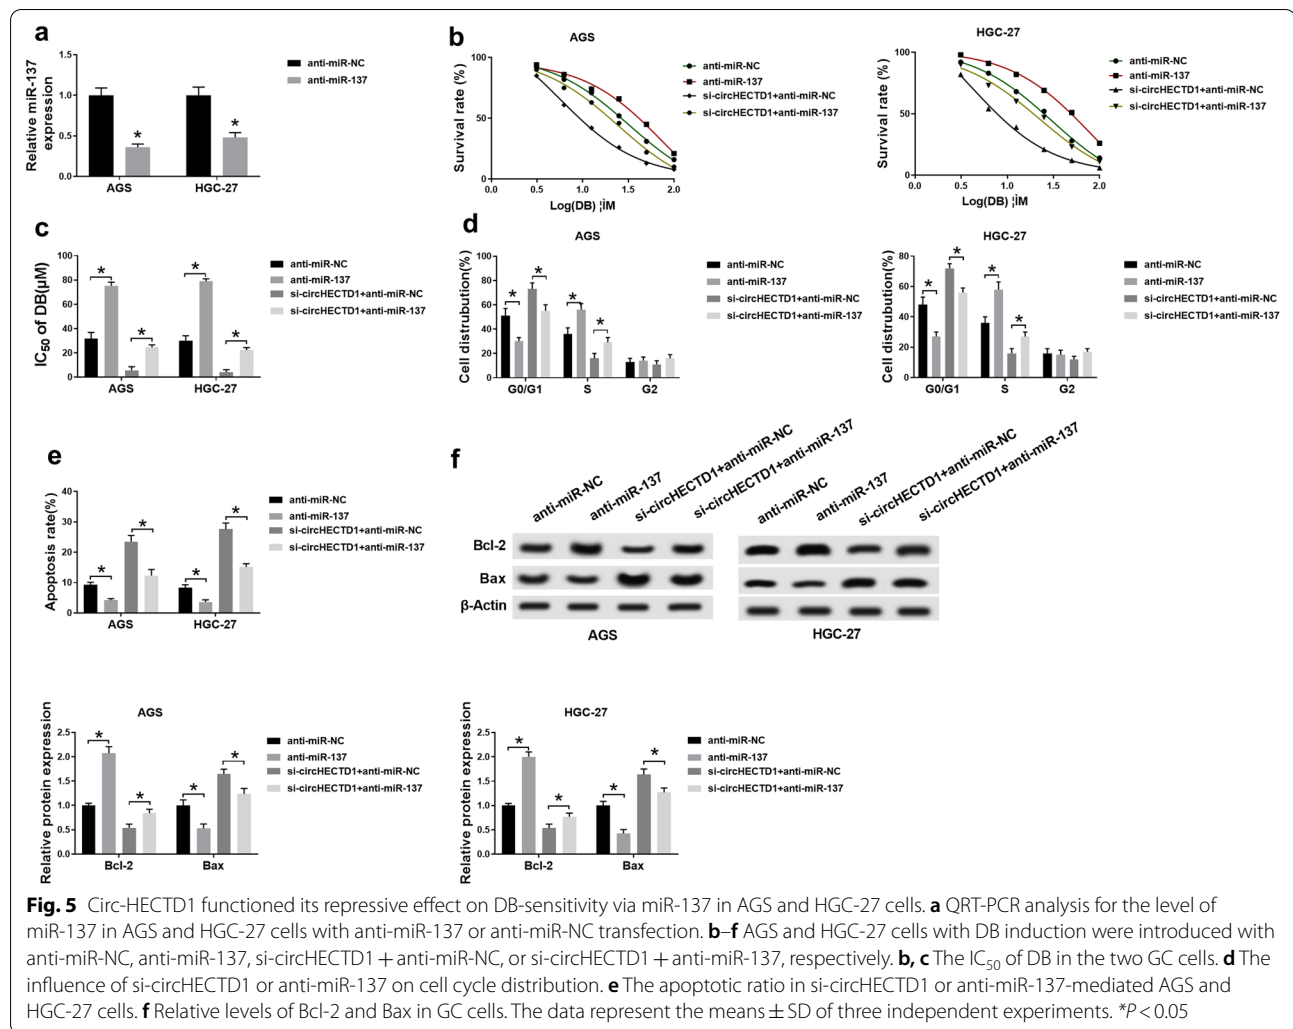 a
Relative miR-137
expression
1.5
1.0
0.5
0.0
*
*
AGS
HGC-27
anti-miR-NC
anti-miR-137
b
AGS
Survival rate (%)
100
50
0
0.0
0.5
1.0
1.5
2.0
Log(DB) ¦ÌM
anti-miR-NC
anti-miR-137
si-circHECTD1+anti-miR-NC
si-circHECTD1+anti-miR-137
HGC-27
Survival rate (%)
100
50
0
0.0
0.5
1.0
1.5
2.0
Log(DB) ¦ÌM
anti-miR-NC
anti-miR-137
si-circHECTD1+anti-miR-NC
si-circHECTD1+anti-miR-137
c
IC50 of DB(μM)
100
80
60
40
20
0
*
*
*
*
AGS
HGC-27
anti-miR-NC
anti-miR-137
si-circHECTD1+anti-miR-NC
si-circHECTD1+anti-miR-137
d
AGS
Cell distrubution(%)
100
80
60
40
20
0
*
*
*
*
G0/G1
S
G2
anti-miR-NC
anti-miR-137
si-circHECTD1+anti-miR-NC
si-circHECTD1+anti-miR-137
HGC-27
Cell distrubution(%)
80
60
40
20
0
*
*
*
*
G0/G1
S
G2
anti-miR-NC
anti-miR-137
si-circHECTD1+anti-miR-NC
si-circHECTD1+anti-miR-137
e
Apoptosis rate(%)
40
30
20
10
0
*
*
*
*
AGS
HGC-27
anti-miR-NC
anti-miR-137
si-circHECTD1+anti-miR-NC
si-circHECTD1+anti-miR-137
f
anti-miR-NC
anti-miR-137
si-circHECTD1+anti-miR-NC
si-circHECTD1+anti-miR-137
anti-miR-NC
anti-miR-137
si-circHECTD1+anti-miR-NC
si-circHECTD1+anti-miR-137
Bcl-2
Bax
β-Actin
AGS
HGC-27
AGS
Relative protein expression
2.5
2.0
1.5
1.0
0.5
0.0
*
*
*
*
Bcl-2
Bax
anti-miR-NC
anti-miR-137
si-circHECTD1+anti-miR-NC
si-circHECTD1+anti-miR-137
HGC-27
Relative protein expression
2.5
2.0
1.5
1.0
0.5
0.0
*
*
*
*
Bcl-2
Bax
anti-miR-NC
anti-miR-137
si-circHECTD1+anti-miR-NC
si-circHECTD1+anti-miR-137
Fig. 5 Circ-HECTD1 functioned its repressive effect on DB-sensitivity via miR-137 in AGS and HGC-27 cells. a QRT-PCR analysis for the level of
miR-137 in AGS and HGC-27 cells with anti-miR-137 or anti-miR-NC transfection. b–f AGS and HGC-27 cells with DB induction were introduced with
anti-miR-NC, anti-miR-137, si-circHECTD1 + anti-miR-NC, or si-circHECTD1 + anti-miR-137, respectively. b, c The IC50 of DB in the two GC cells. d The
influence of si-circHECTD1 or anti-miR-137 on cell cycle distribution. e The apoptotic ratio in si-circHECTD1 or anti-miR-137-mediated AGS and
HGC-27 cells. f Relative levels of Bcl-2 and Bax in GC cells. The data represent the means ± SD of three independent experiments. *P < 0.05